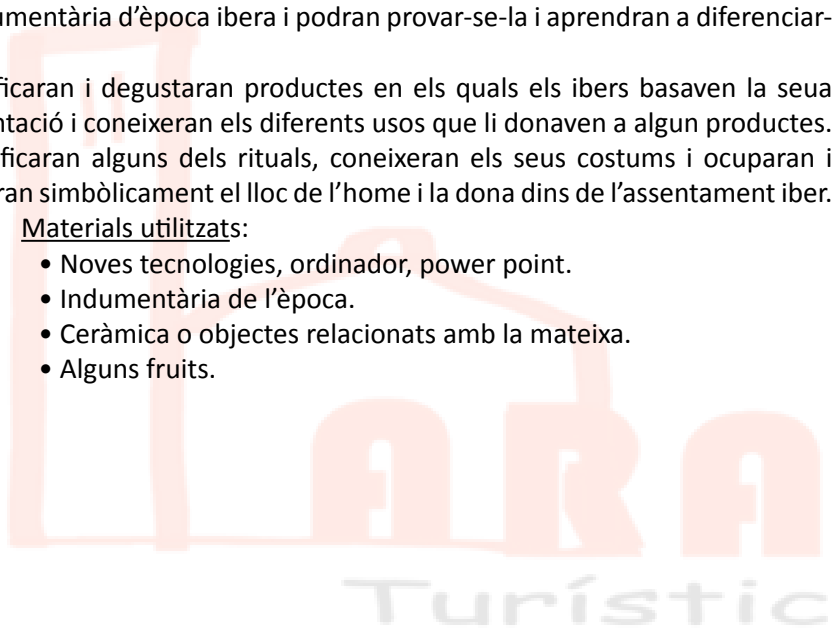 umentària d'època ibera i podran provar-se-la i aprendran a diferenciar-
ficaran i degustaran productes en els quals els ibers basaven la seua
ntació i coneixeran els diferents usos que li donaven a algun productes.
ficaran alguns dels rituals, coneixeran els seus costums i ocuparan i
ran simbòlicament el lloc de l'home i la dona dins de l'assentament iber.
Materials utilitzats:
• Noves tecnologies, ordinador, power point.
• Indumentària de l'època.
• Ceràmica o objectes relacionats amb la mateixa.
• Alguns fruits.
ARA
Turístic